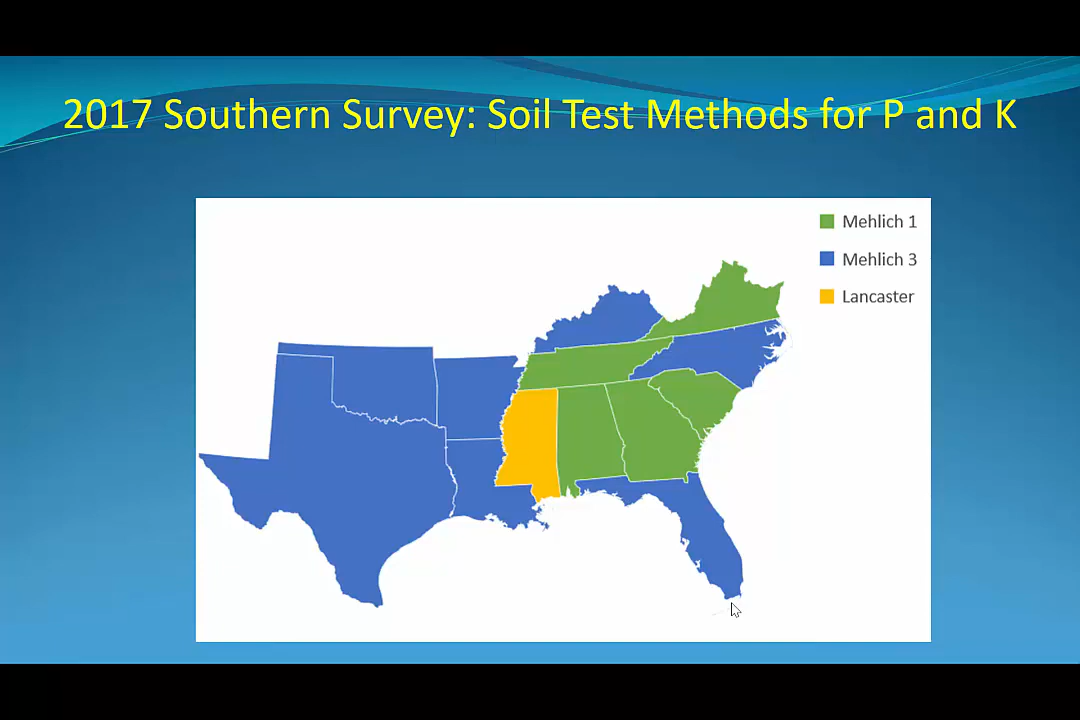 2017 Southern Survey: Soil Test Methods for P and K
Mehlich 1
Mehlich 3
Lancaster